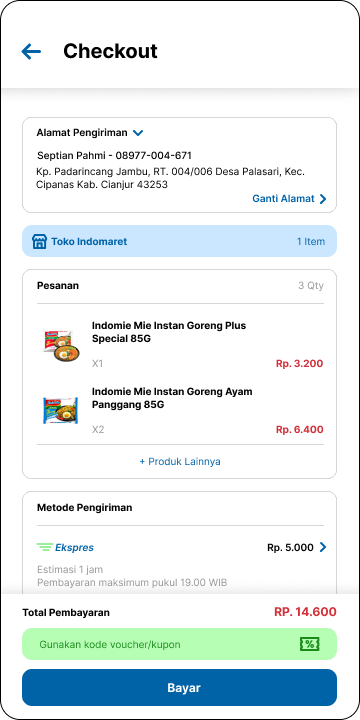 Checkout
Alamat Pengiriman
Septian Pahmi - 08977-004-671
Kp. Padarincang Jambu, RT. 004/006 Desa Palasari, Kec.
Cipanas Kab. Cianjur 43253
Ganti Alamat
Toko Indomaret 1 Item
Pesanan 3 Qty
Indomie Mie Instan Goreng Plus
Special 85G
X1 Rp. 3.200
Indomie Mie Instan Goreng Ayam
Panggang 85G
X2 Rp. 6.400
+ Produk Lainnya
Metode Pengiriman
Ekspres Rp. 5.000
Estimasi 1 jam
Pembayaran maksimum pukul 19.00 WIB
Total Pembayaran RP. 14.600
Gunakan kode voucher/kupon
Bayar